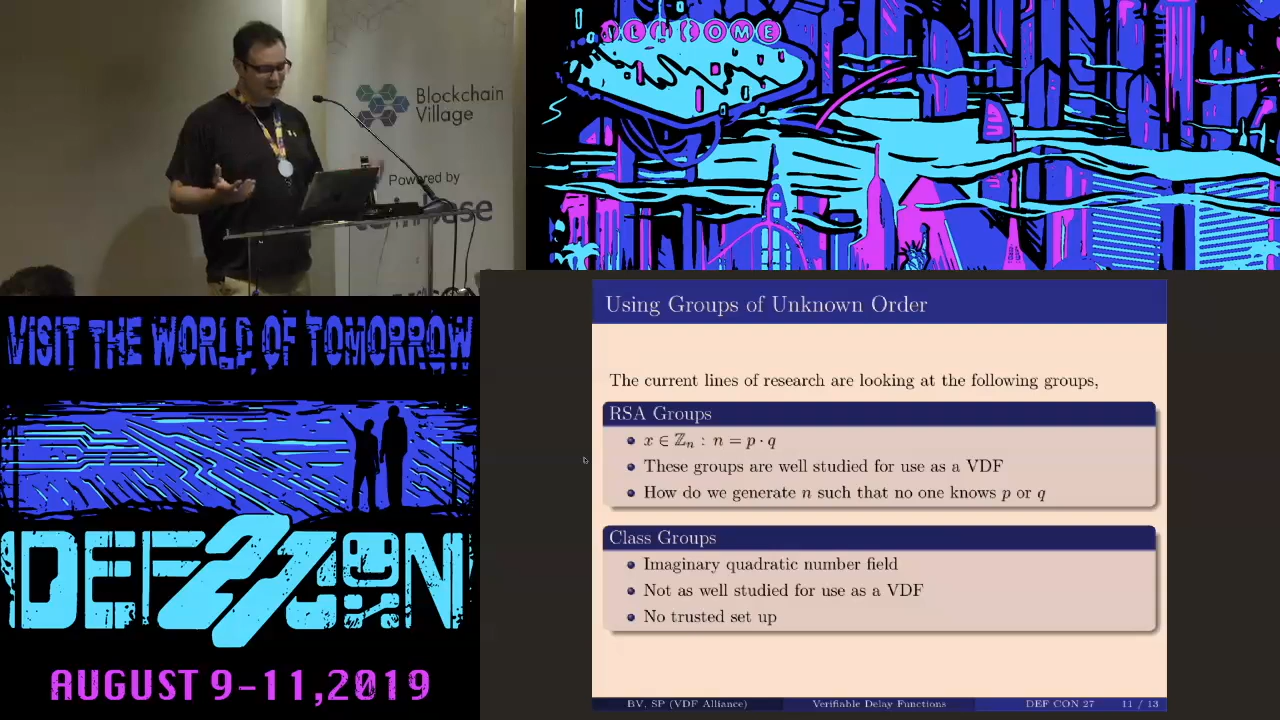 WELCOME
Blockchain
Village
Powered by
VISIT THE WORLD OF TOMORROW
DEF CON
AUGUST 9-11,2019
Using Groups of Unknown Order
The current lines of research are looking at the following groups,
RSA Groups
x ∈ ℤₙ : n = p · q
These groups are well studied for use as a VDF
How do we generate n such that no one knows p or q
Class Groups
Imaginary quadratic number field
Not as well studied for use as a VDF
No trusted set up
BV, SP (VDF Alliance) Verifiable Delay Functions DEF CON 27 11 / 13